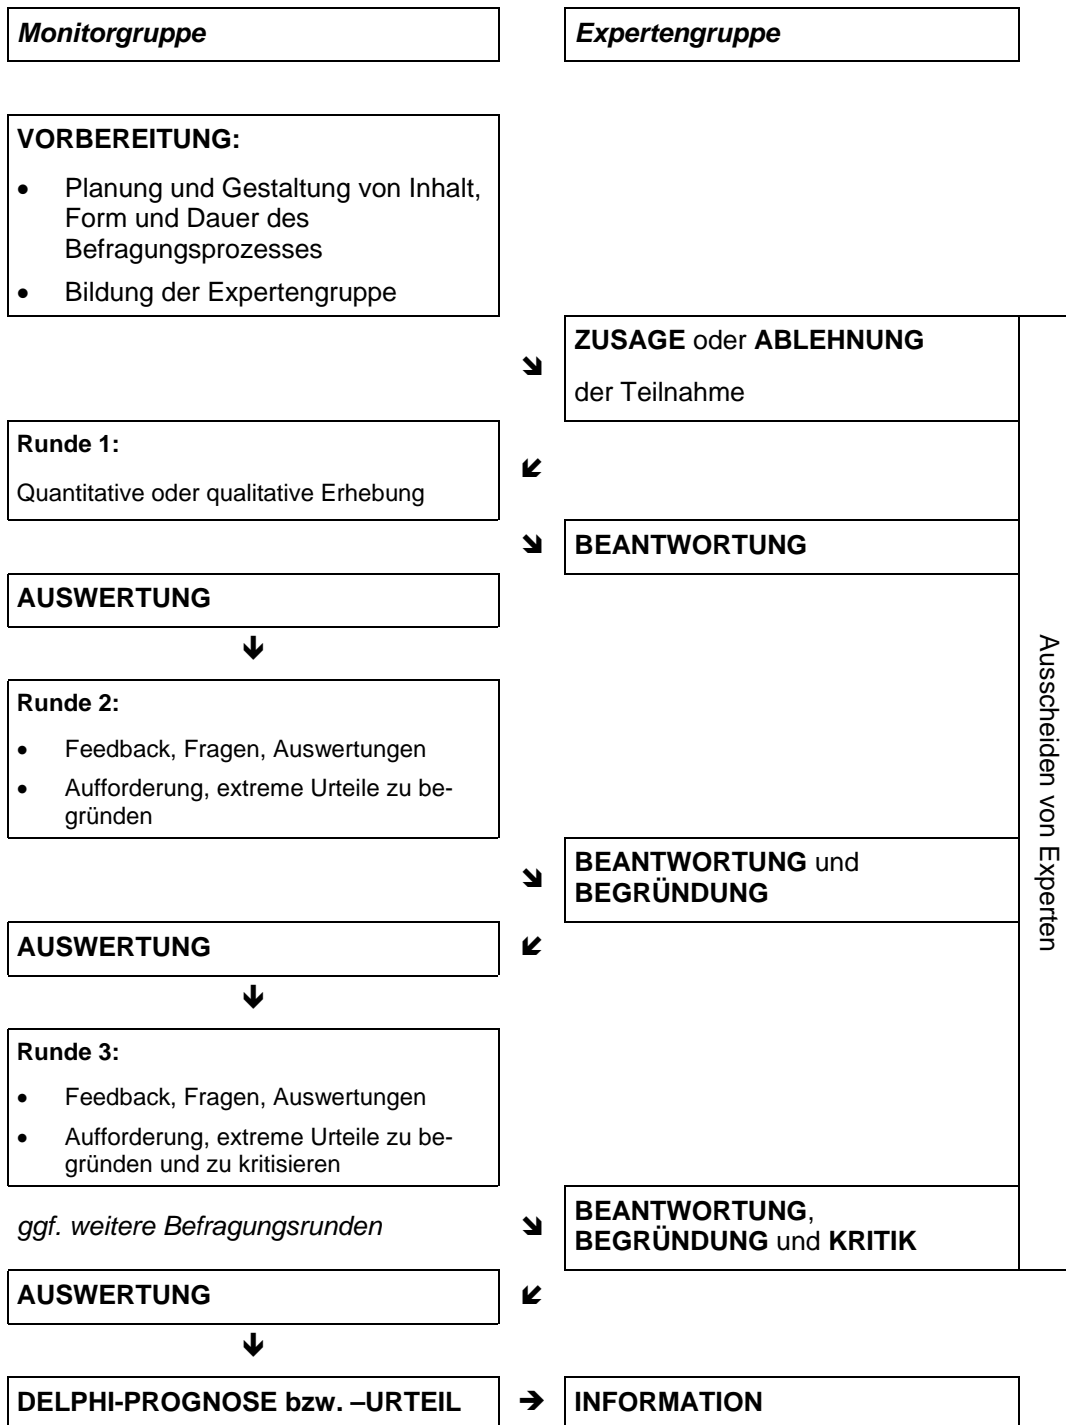 Monitorgruppe
Expertengruppe
VORBEREITUNG:
• Planung und Gestaltung von Inhalt,
Form und Dauer des
Befragungsprozesses
• Bildung der Expertengruppe
ZUSAGE oder ABLEHNUNG
der Teilnahme
Runde 1:
Quantitative oder qualitative Erhebung
BEANTWORTUNG
AUSWERTUNG
Runde 2:
• Feedback, Fragen, Auswertungen
• Aufforderung, extreme Urteile zu be-
gründen
BEANTWORTUNG und
BEGRÜNDUNG
AUSWERTUNG
Runde 3:
• Feedback, Fragen, Auswertungen
• Aufforderung, extreme Urteile zu be-
gründen und zu kritisieren
ggf. weitere Befragungsrunden
BEANTWORTUNG,
BEGRÜNDUNG und KRITIK
AUSWERTUNG
DELPHI-PROGNOSE bzw. –URTEIL
INFORMATION
Ausscheiden von Experten